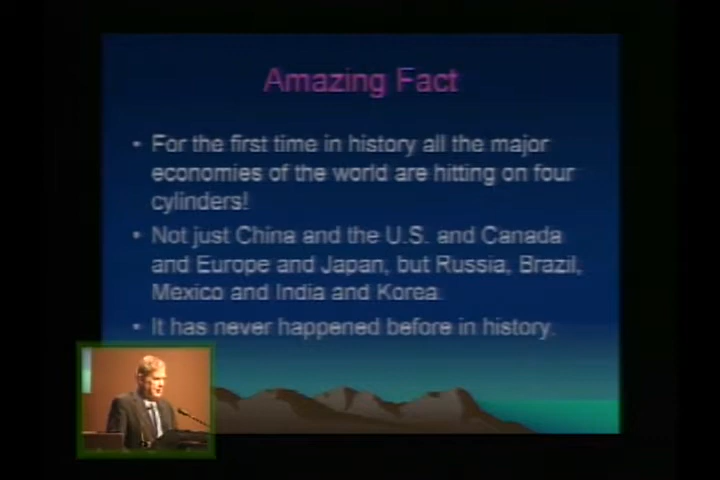 Amazing Fact
• For the first time in history all the major
economies of the world are hitting on four
cylinders!
• Not just China and the U.S. and Canada
and Europe and Japan, but Russia, Brazil,
Mexico and India and Korea.
• It has never happened before in history.